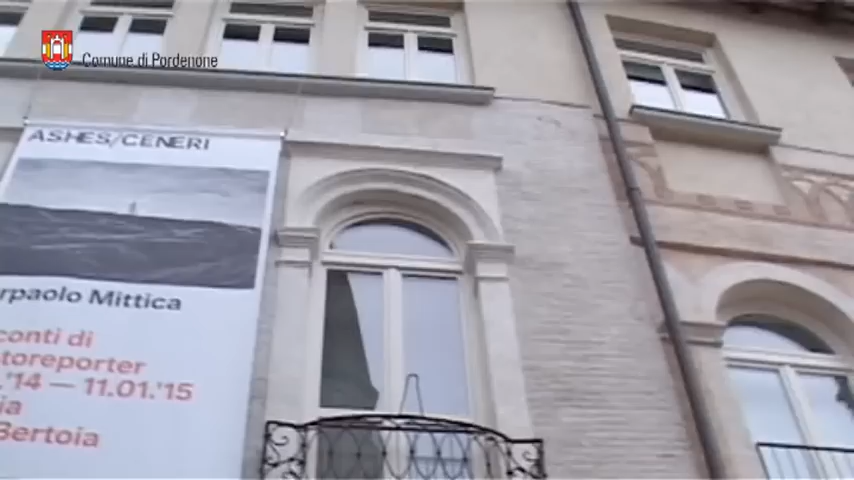 Comune di Pordenone
ASHES/CENERI
rpaolo Mittica
conti di
toreporter
.'14 — 11.01.'15
ia
Bertoia